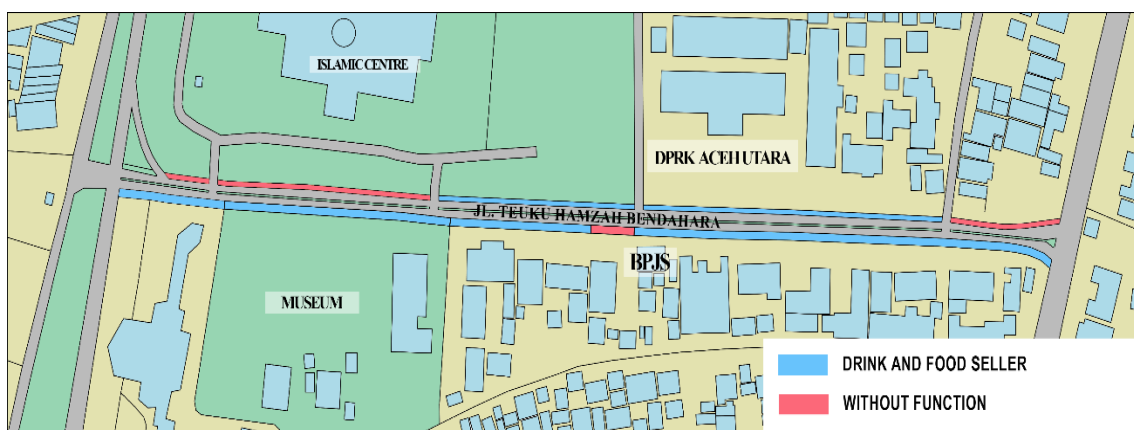 ISLAMIC CENTRE
DPRK ACEH UTARA
JL. TEUKU HAMZAH BENDAHARA
BPJS
MUSEUM
DRINK AND FOOD SELLER
WITHOUT FUNCTION